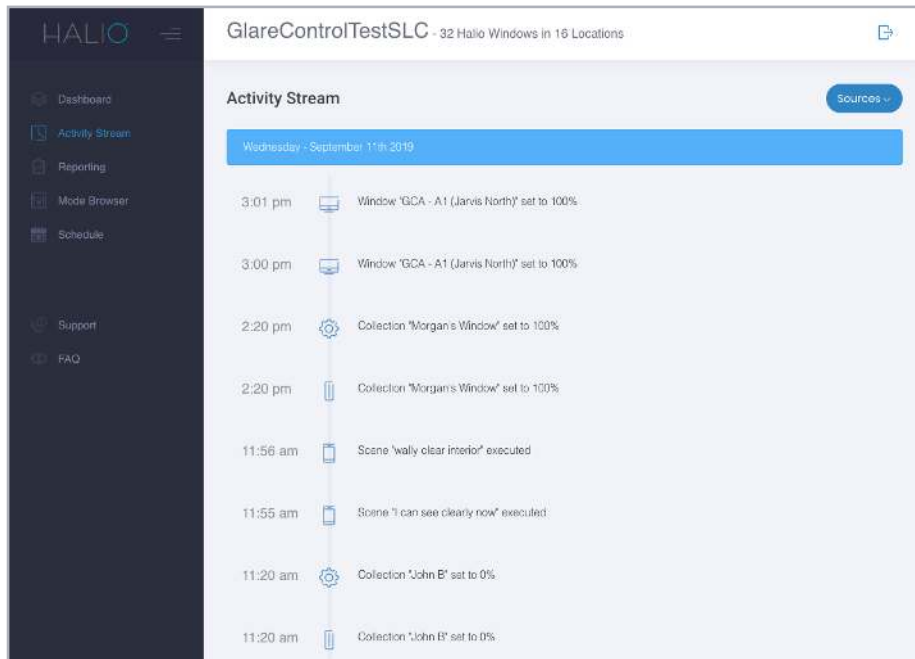 HALIO
GlareControlTestSLC - 32 Halio Windows in 16 Locations
Dashboard
Activity Stream
Reporting
Mode Browser
Schedule
Support
FAQ
Activity Stream
Sources
Wednesday - September 11th 2019
3:01 pm Window "GCA - A1 (Jarvis North)" set to 100%
3:00 pm Window "GCA - A1 (Jarvis North)" set to 100%
2:20 pm Collection "Morgan's Window" set to 100%
2:20 pm Collection "Morgan's Window" set to 100%
11:56 am Scene "wally clear interior" executed
11:55 am Scene "I can see clearly now" executed
11:20 am Collection "John B" set to 0%
11:20 am Collection "John B" set to 0%